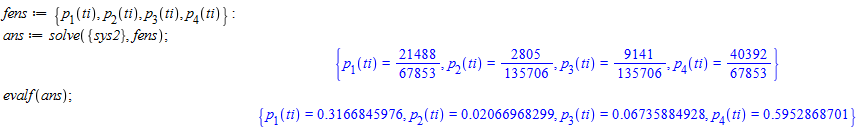 fens := {p₁(ti), p₂(ti), p₃(ti), p₄(ti)} :
ans := solve({sys2}, fens);
{p₁(ti) = 21488/67853, p₂(ti) = 2805/135706, p₃(ti) = 9141/135706, p₄(ti) = 40392/67853}
evalf(ans);
{p₁(ti) = 0.3166845976, p₂(ti) = 0.02066968299, p₃(ti) = 0.06735884928, p₄(ti) = 0.5952868701}